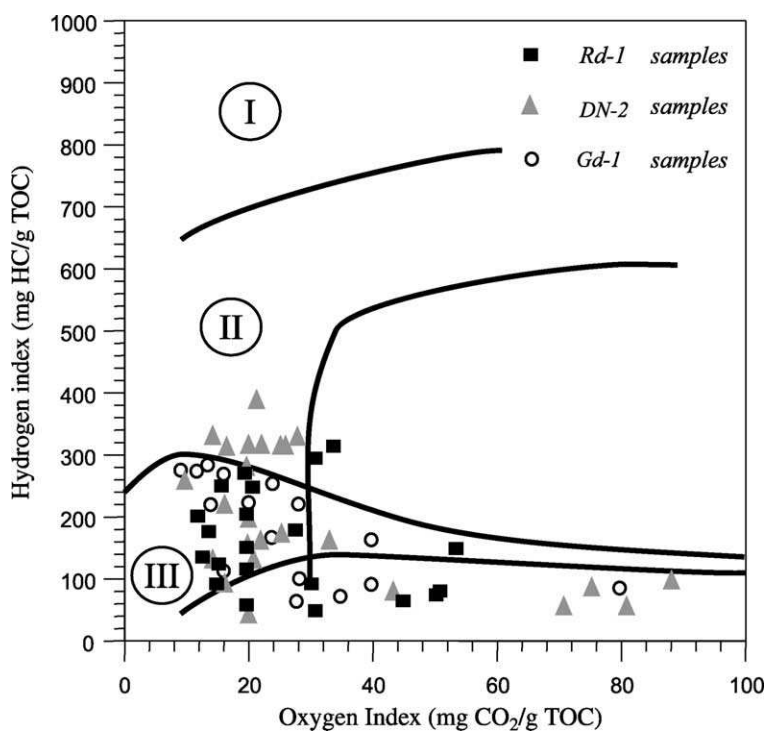 1000
900
800
700
600
500
400
300
200
100
0
Hydrogen index (mg HC/g TOC)
I
II
III
Rd-1 samples
DN-2 samples
Gd-1 samples
0 20 40 60 80 100
Oxygen Index (mg CO₂/g TOC)